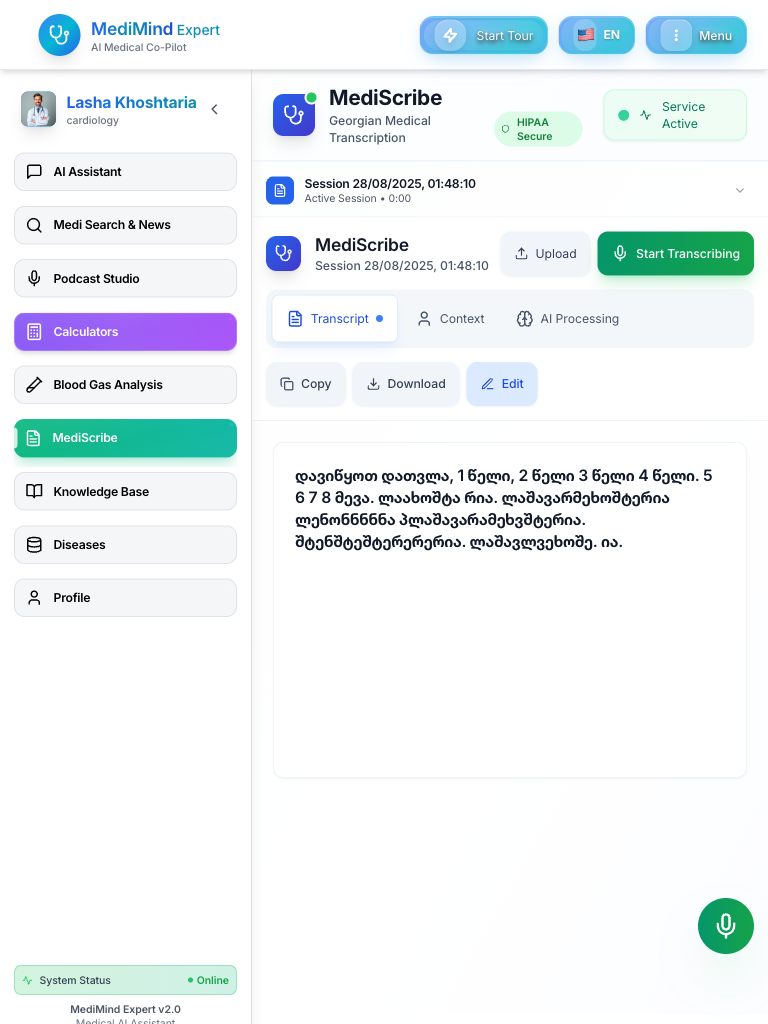 MediMind Expert
AI Medical Co-Pilot
Start Tour
EN
Menu
Lasha Khoshtaria
cardiology
AI Assistant
Medi Search & News
Podcast Studio
Calculators
Blood Gas Analysis
MediScribe
Knowledge Base
Diseases
Profile
System Status
Online
MediMind Expert v2.0
Medical AI Assistant
MediScribe
Georgian Medical
Transcription
HIPAA
Secure
Service
Active
Session 28/08/2025, 01:48:10
Active Session • 0:00
MediScribe
Session 28/08/2025, 01:48:10
Upload
Start Transcribing
Transcript
Context
AI Processing
Copy
Download
Edit
დავიწყოთ დათვლა, 1 წელი, 2 წელი 3 წელი 4 წელი. 5
6 7 8 მევა. ლაახოშტა რია. ლაშავარმეხოშტერია
ლენონნნნნა პლაშავარამეხვშტერია.
შტენშტეშტერერერია. ლაშავლვეხოშე. ია.